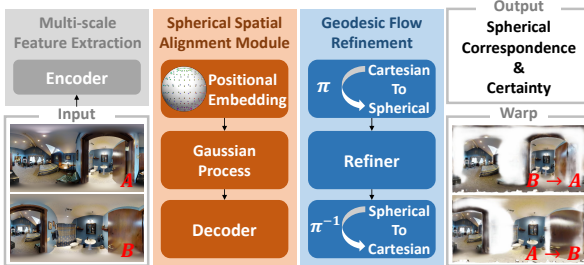 Multi-scale
Feature Extraction
Encoder
Input
A
B
Spherical Spatial
Alignment Module
Positional
Embedding
Gaussian
Process
Decoder
Geodesic Flow
Refinement
π
Cartesian
To
Spherical
Refiner
π⁻¹
Spherical
To
Cartesian
Output
Spherical
Correspondence
&
Certainty
Warp
B → A
A → B